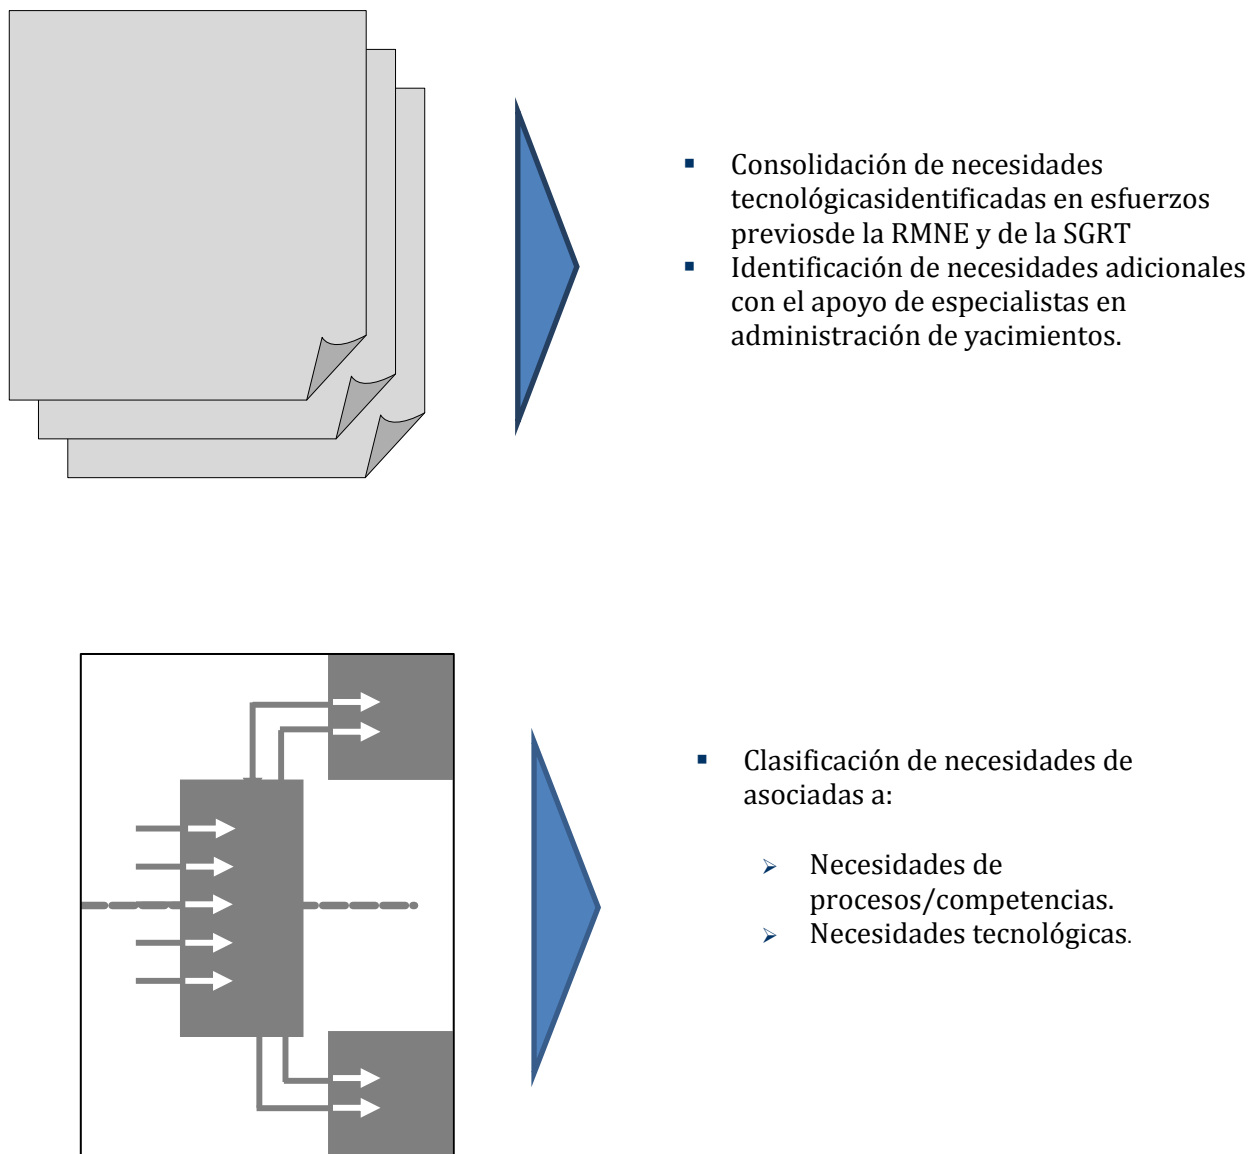 ▪ Consolidación de necesidades
tecnológicasidentificadas en esfuerzos
previosde la RMNE y de la SGRT
▪ Identificación de necesidades adicionales
con el apoyo de especialistas en
administración de yacimientos.
▪ Clasificación de necesidades de
asociadas a:
➢ Necesidades de
procesos/competencias.
➢ Necesidades tecnológicas.